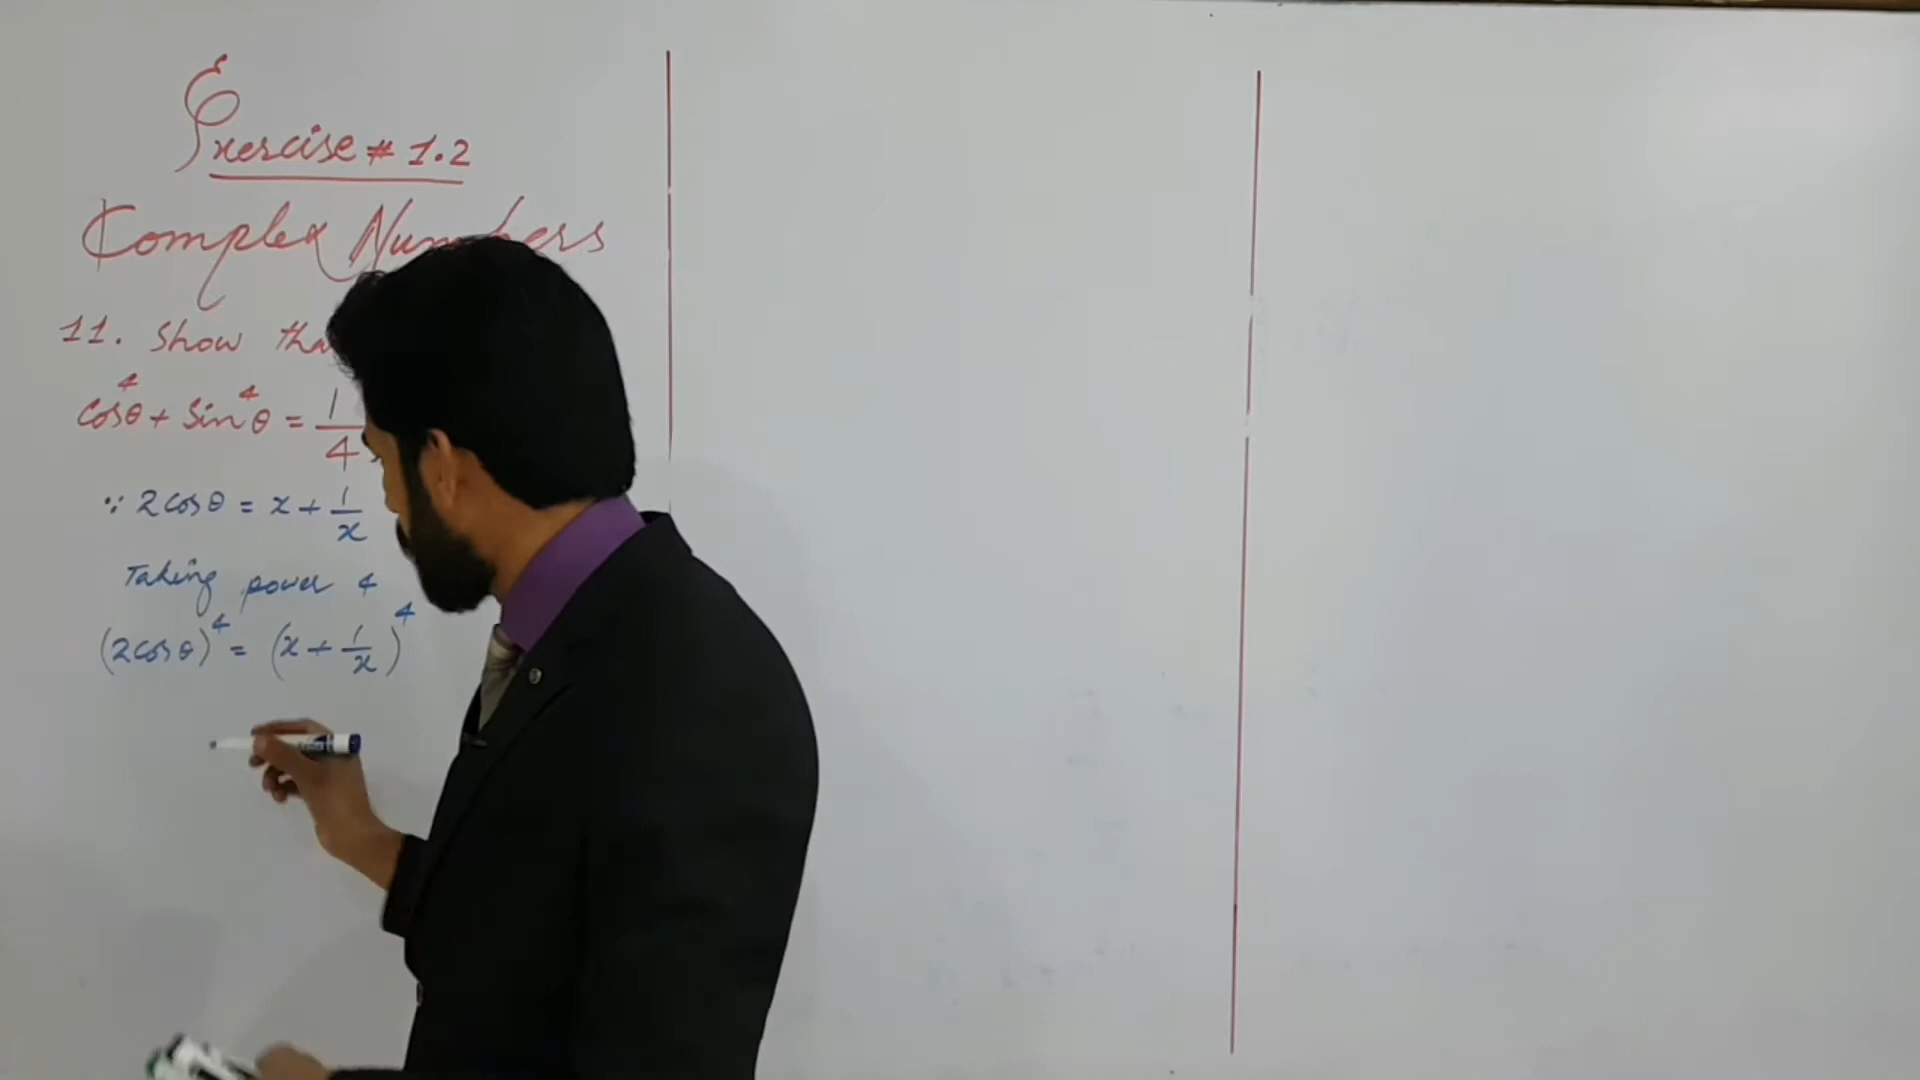 Exercise # 1.2
Complex Numbers
11. Show
cos⁴θ + Sin⁴θ = 1/4
∵ 2cosθ = x + 1/x
Taking power 4
(2cosθ)⁴ = (x + 1/x)⁴